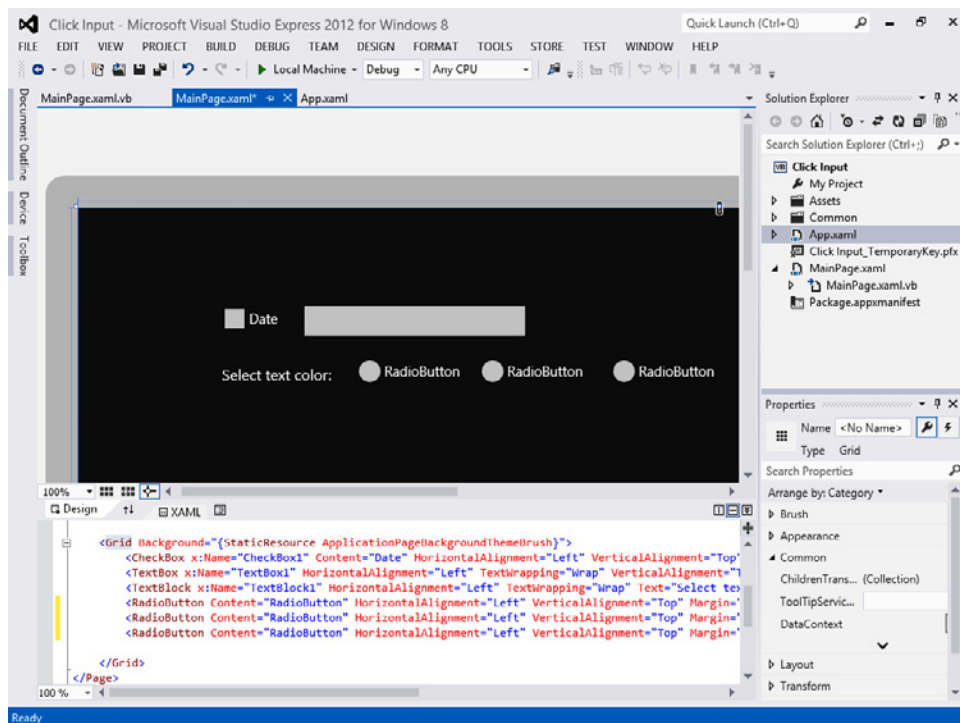 Click Input - Microsoft Visual Studio Express 2012 for Windows 8
Quick Launch (Ctrl+Q)
FILE EDIT VIEW PROJECT BUILD DEBUG TEAM DESIGN FORMAT TOOLS STORE TEST WINDOW HELP
Local Machine Debug Any CPU
Document Outline
Device
Toolbox
MainPage.xaml.vb MainPage.xaml* App.xaml
Date
Select text color: RadioButton RadioButton RadioButton
100%
Design XAML
<Grid Background="{StaticResource ApplicationPageBackgroundThemeBrush}">
<CheckBox x:Name="CheckBox1" Content="Date" HorizontalAlignment="Left" VerticalAlignment="Top"
<TextBox x:Name="TextBox1" HorizontalAlignment="Left" TextWrapping="Wrap" VerticalAlignment="T
<TextBlock x:Name="TextBlock1" HorizontalAlignment="Left" TextWrapping="Wrap" Text="Select te
<RadioButton Content="RadioButton" HorizontalAlignment="Left" VerticalAlignment="Top" Margin="
<RadioButton Content="RadioButton" HorizontalAlignment="Left" VerticalAlignment="Top" Margin="
<RadioButton Content="RadioButton" HorizontalAlignment="Left" VerticalAlignment="Top" Margin="
</Grid>
</Page>
100 %
Solution Explorer
Search Solution Explorer (Ctrl+;)
VB Click Input
My Project
Assets
Common
App.xaml
Click Input_TemporaryKey.pfx
MainPage.xaml
MainPage.xaml.vb
Package.appxmanifest
Properties
Name <No Name>
Type Grid
Search Properties
Arrange by: Category
Brush
Appearance
Common
ChildrenTrans... (Collection)
ToolTipServic...
DataContext
Layout
Transform
Ready